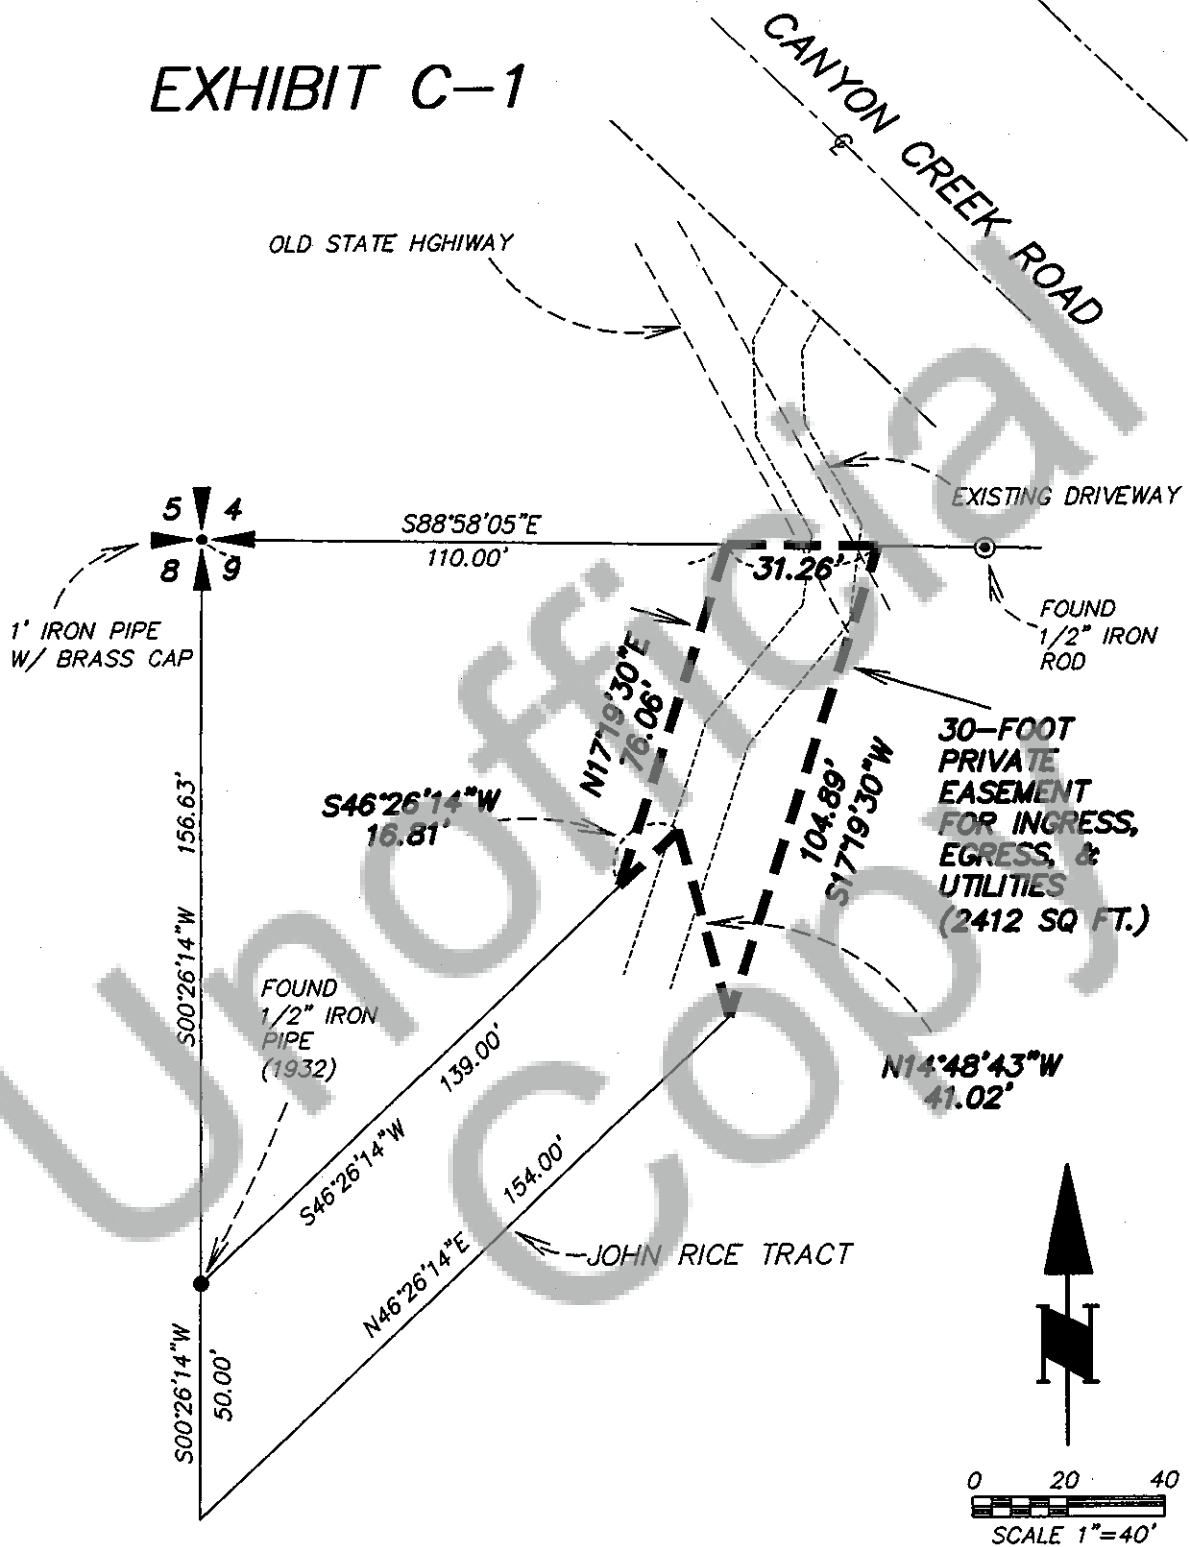 EXHIBIT C-1
CANYON CREEK ROAD
℄
OLD STATE HGHIWAY
EXISTING DRIVEWAY
5 4
8 9
S88°58'05"E
110.00'
31.26'
1' IRON PIPE
W/ BRASS CAP
FOUND
1/2" IRON
ROD
N17°19'30"E
76.06'
104.89'
S17°19'30"W
30-FOOT
PRIVATE
EASEMENT
FOR INGRESS,
EGRESS, &
UTILITIES
(2412 SQ FT.)
S46°26'14"W
16.81'
156.63'
S00°26'14"W
FOUND
1/2" IRON
PIPE
(1932)
139.00'
S46°26'14"W
N14°48'43"W
41.02'
154.00'
N46°26'14"E
JOHN RICE TRACT
S00°26'14"W
50.00'
N
0 20 40
SCALE 1"=40'
Unofficial
Copy